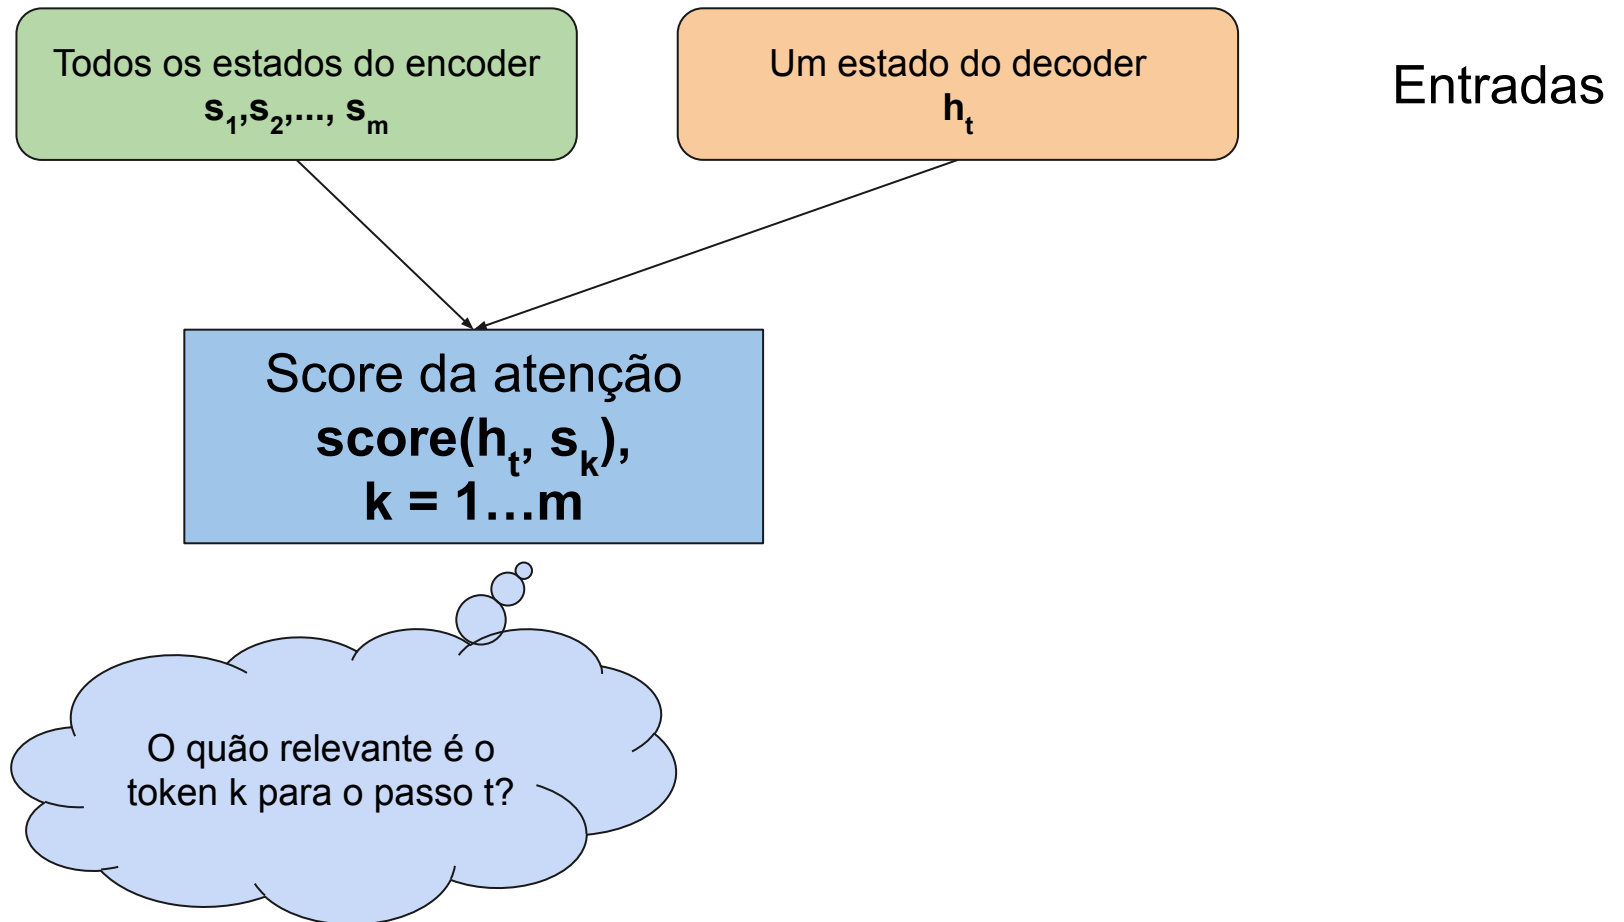 Todos os estados do encoder
s₁,s₂,..., sₘ
Um estado do decoder
hₜ
Entradas
Score da atenção
score(hₜ, sₖ),
k = 1…m
O quão relevante é o
token k para o passo t?